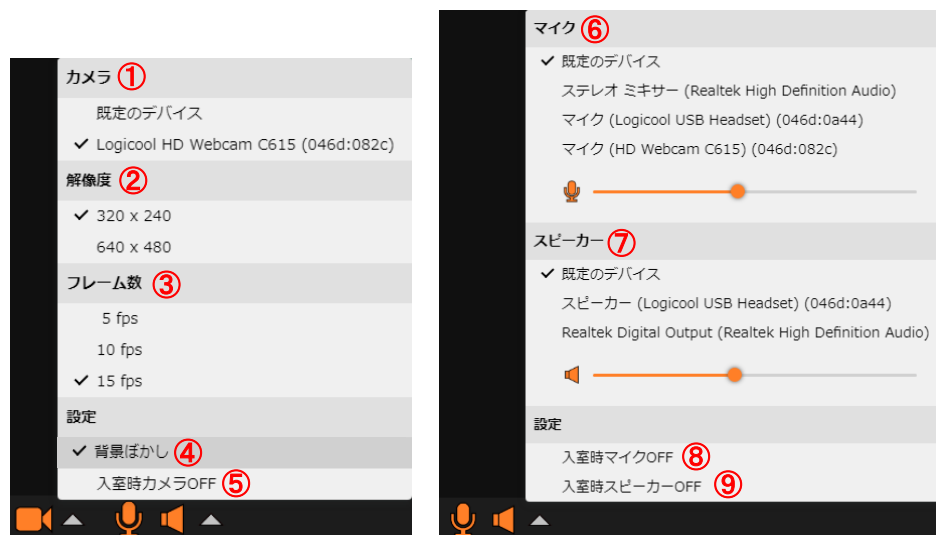 カメラ ①
既定のデバイス
✓ Logicool HD Webcam C615 (046d:082c)
解像度 ②
✓ 320 x 240
640 x 480
フレーム数 ③
5 fps
10 fps
✓ 15 fps
設定
✓ 背景ぼかし ④
入室時カメラOFF ⑤
マイク ⑥
✓ 既定のデバイス
ステレオ ミキサー (Realtek High Definition Audio)
マイク (Logicool USB Headset) (046d:0a44)
マイク (HD Webcam C615) (046d:082c)
スピーカー ⑦
✓ 既定のデバイス
スピーカー (Logicool USB Headset) (046d:0a44)
Realtek Digital Output (Realtek High Definition Audio)
設定
入室時マイクOFF ⑧
入室時スピーカーOFF ⑨